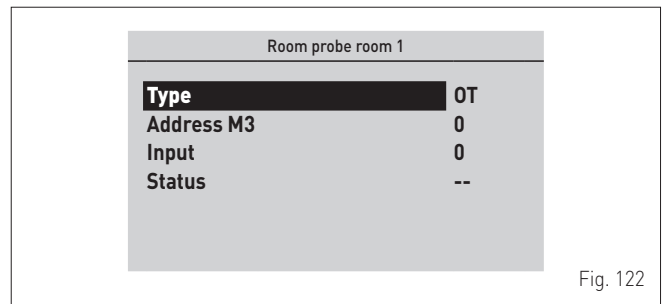 Room probe room 1
Type OT
Address M3 0
Input 0
Status --
Fig. 122